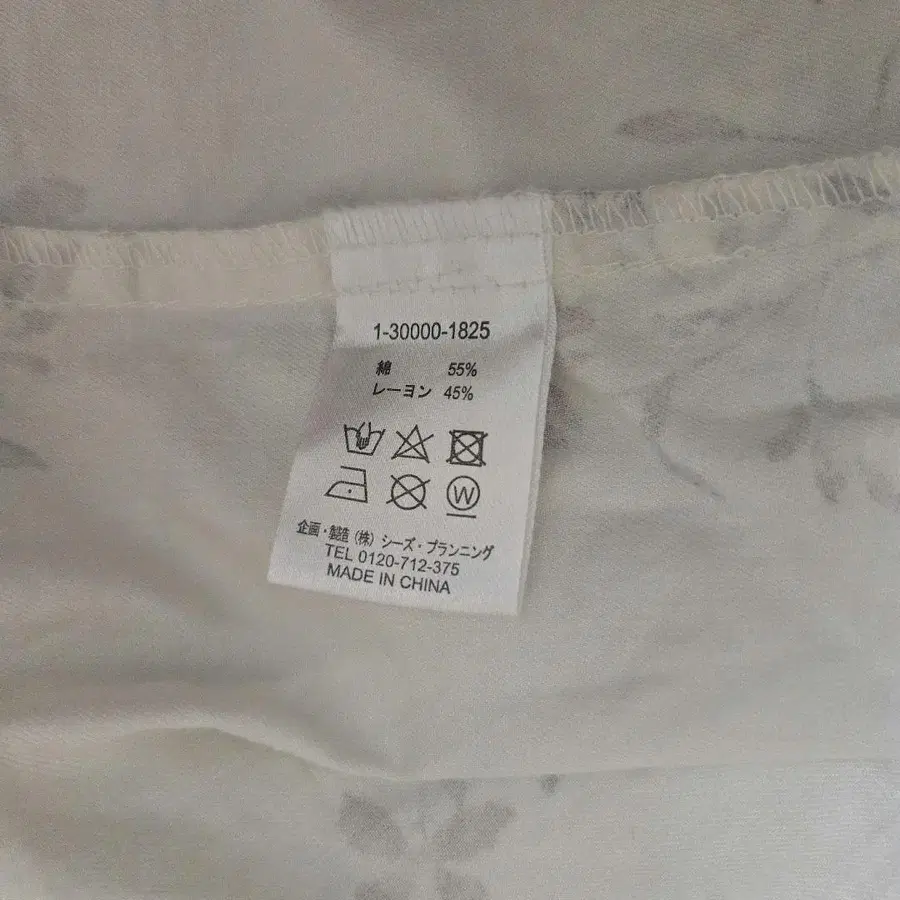 1-30000-1825
綿 55%
レーヨン 45%
W
企画・製造 (株) シーズ・プランニング
TEL 0120-712-375
MADE IN CHINA